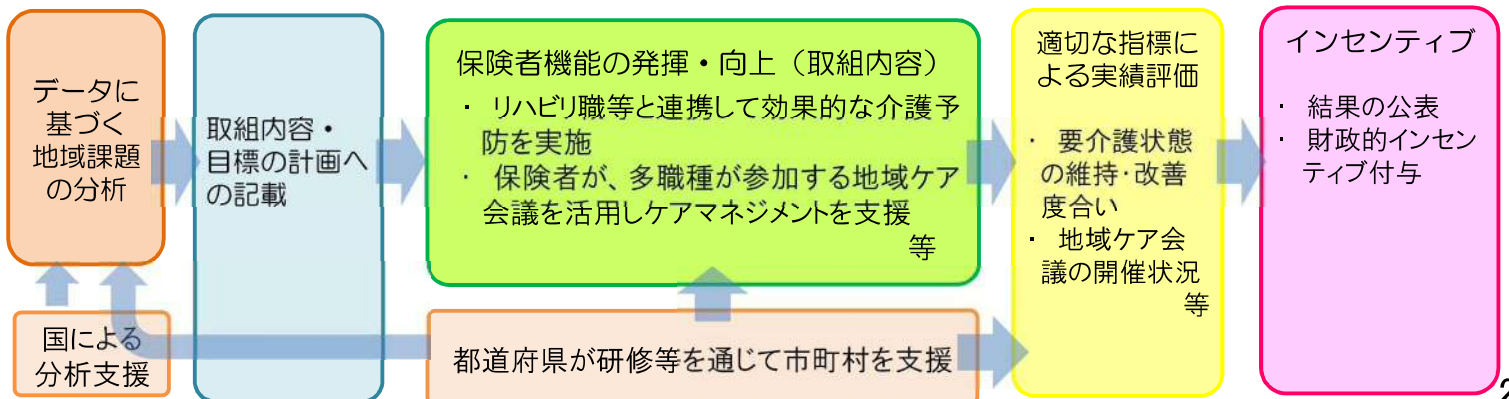 データに
基づく
地域課題
の分析
取組内容・
目標の計画へ
の記載
保険者機能の発揮・向上（取組内容）
・ リハビリ職等と連携して効果的な介護予
防を実施
・ 保険者が、多職種が参加する地域ケア
会議を活用しケアマネジメントを支援
等
適切な指標に
よる実績評価
・ 要介護状態
の維持・改善
度合い
・ 地域ケア会
議の開催状況
等
インセンティブ
・ 結果の公表
・ 財政的インセン
ティブ付与
国による
分析支援
都道府県が研修等を通じて市町村を支援